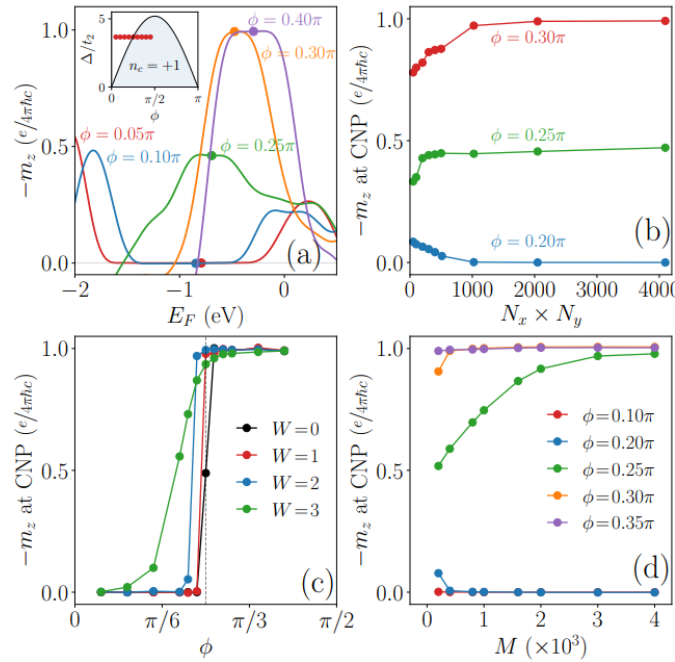 −m_z (e/4πħc)
1.0
0.5
0.0
−2
−1
0
E_F (eV)
(a)
Δ/t_2
5
0
0
π/2
π
ϕ
n_c = +1
ϕ = 0.40π
ϕ = 0.30π
ϕ = 0.25π
ϕ = 0.05π
ϕ = 0.10π
−m_z at CNP (e/4πħc)
1.0
0.5
0.0
0
1000
2000
3000
4000
N_x × N_y
(b)
ϕ = 0.30π
ϕ = 0.25π
ϕ = 0.20π
−m_z at CNP (e/4πħc)
1.0
0.5
0.0
0
π/6
π/3
π/2
ϕ
(c)
W=0
W=1
W=2
W=3
−m_z at CNP (e/4πħc)
1.0
0.5
0.0
0
1
2
3
4
M (×10³)
(d)
ϕ=0.10π
ϕ=0.20π
ϕ=0.25π
ϕ=0.30π
ϕ=0.35π